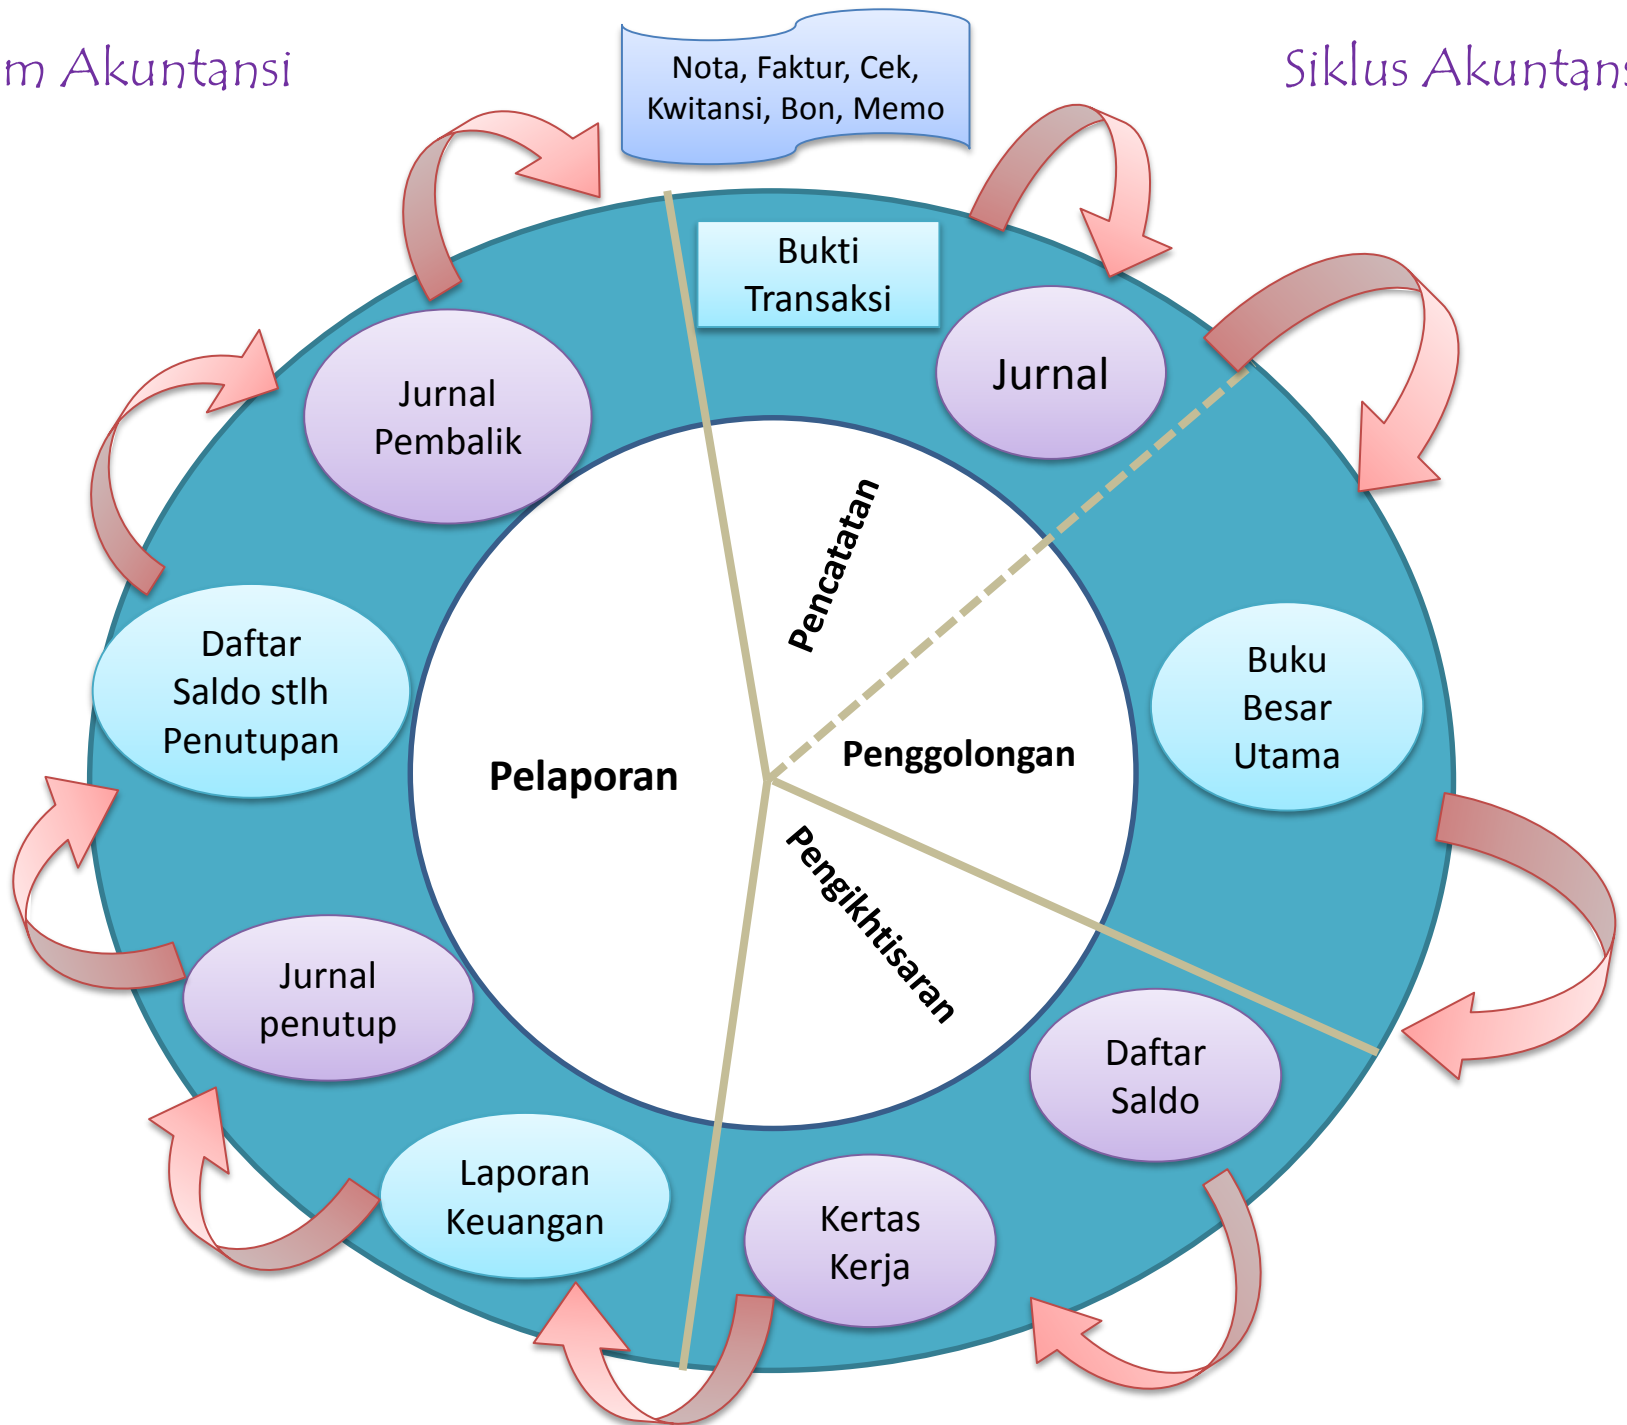 m Akuntansi
Siklus Akuntans
Nota, Faktur, Cek,
Kwitansi, Bon, Memo
Bukti
Transaksi
Jurnal
Buku
Besar
Utama
Daftar
Saldo
Kertas
Kerja
Laporan
Keuangan
Jurnal
penutup
Daftar
Saldo stlh
Penutupan
Jurnal
Pembalik
Pencatatan
Penggolongan
Pengikhtisaran
Pelaporan